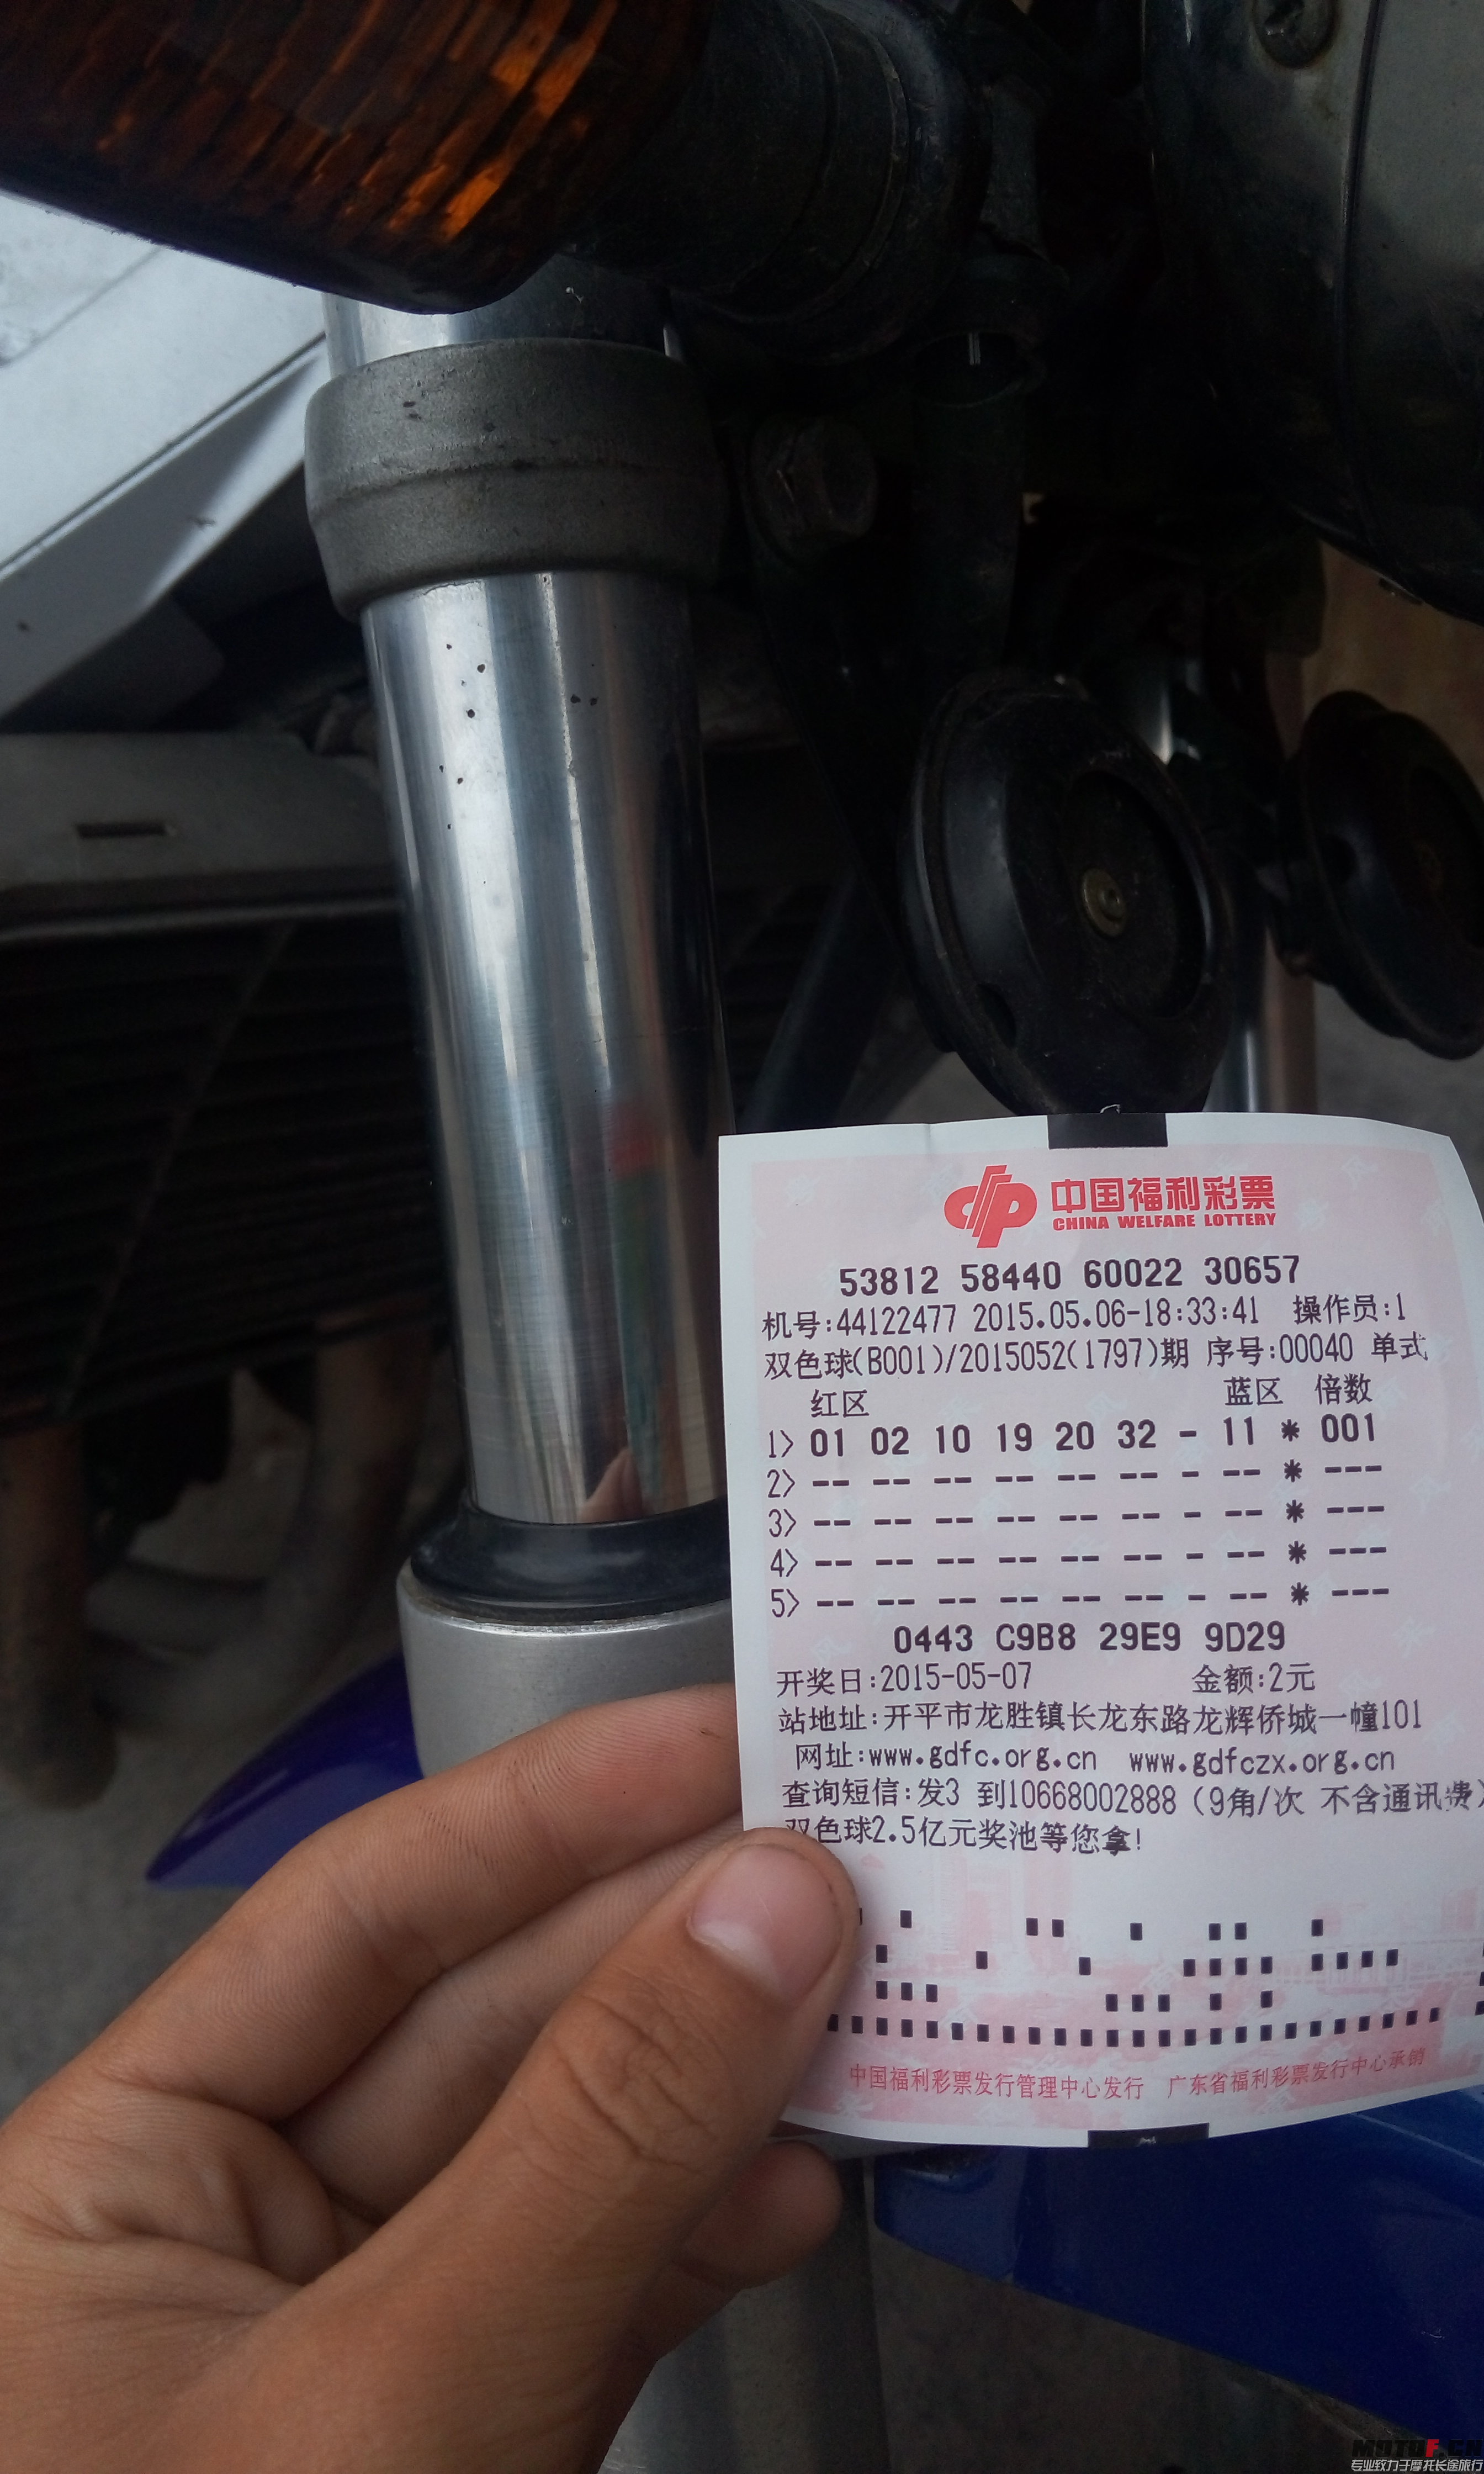 中国福利彩票
CHINA WELFARE LOTTERY
53812 58440 60022 30657
机号:44122477 2015.05.06-18:33:41 操作员:1
双色球(B001)/2015052(1797)期 序号:00040 单式
红区 蓝区 倍数
1> 01 02 10 19 20 32 - 11 * 001
2> -- -- -- -- -- -- - -- * ---
3> -- -- -- -- -- -- - -- * ---
4> -- -- -- -- -- -- - -- * ---
5> -- -- -- -- -- -- - -- * ---
0443 C9B8 29E9 9D29
开奖日:2015-05-07 金额:2元
站地址:开平市龙胜镇长龙东路龙辉侨城一幢101
网址:www.gdfc.org.cn www.gdfczx.org.cn
查询短信:发3 到10668002888(9角/次 不含通讯费)
双色球2.5亿元奖池等您拿!
中国福利彩票发行管理中心发行 广东省福利彩票发行中心承销
MOTOF.CN
专业致力于摩托长途旅行